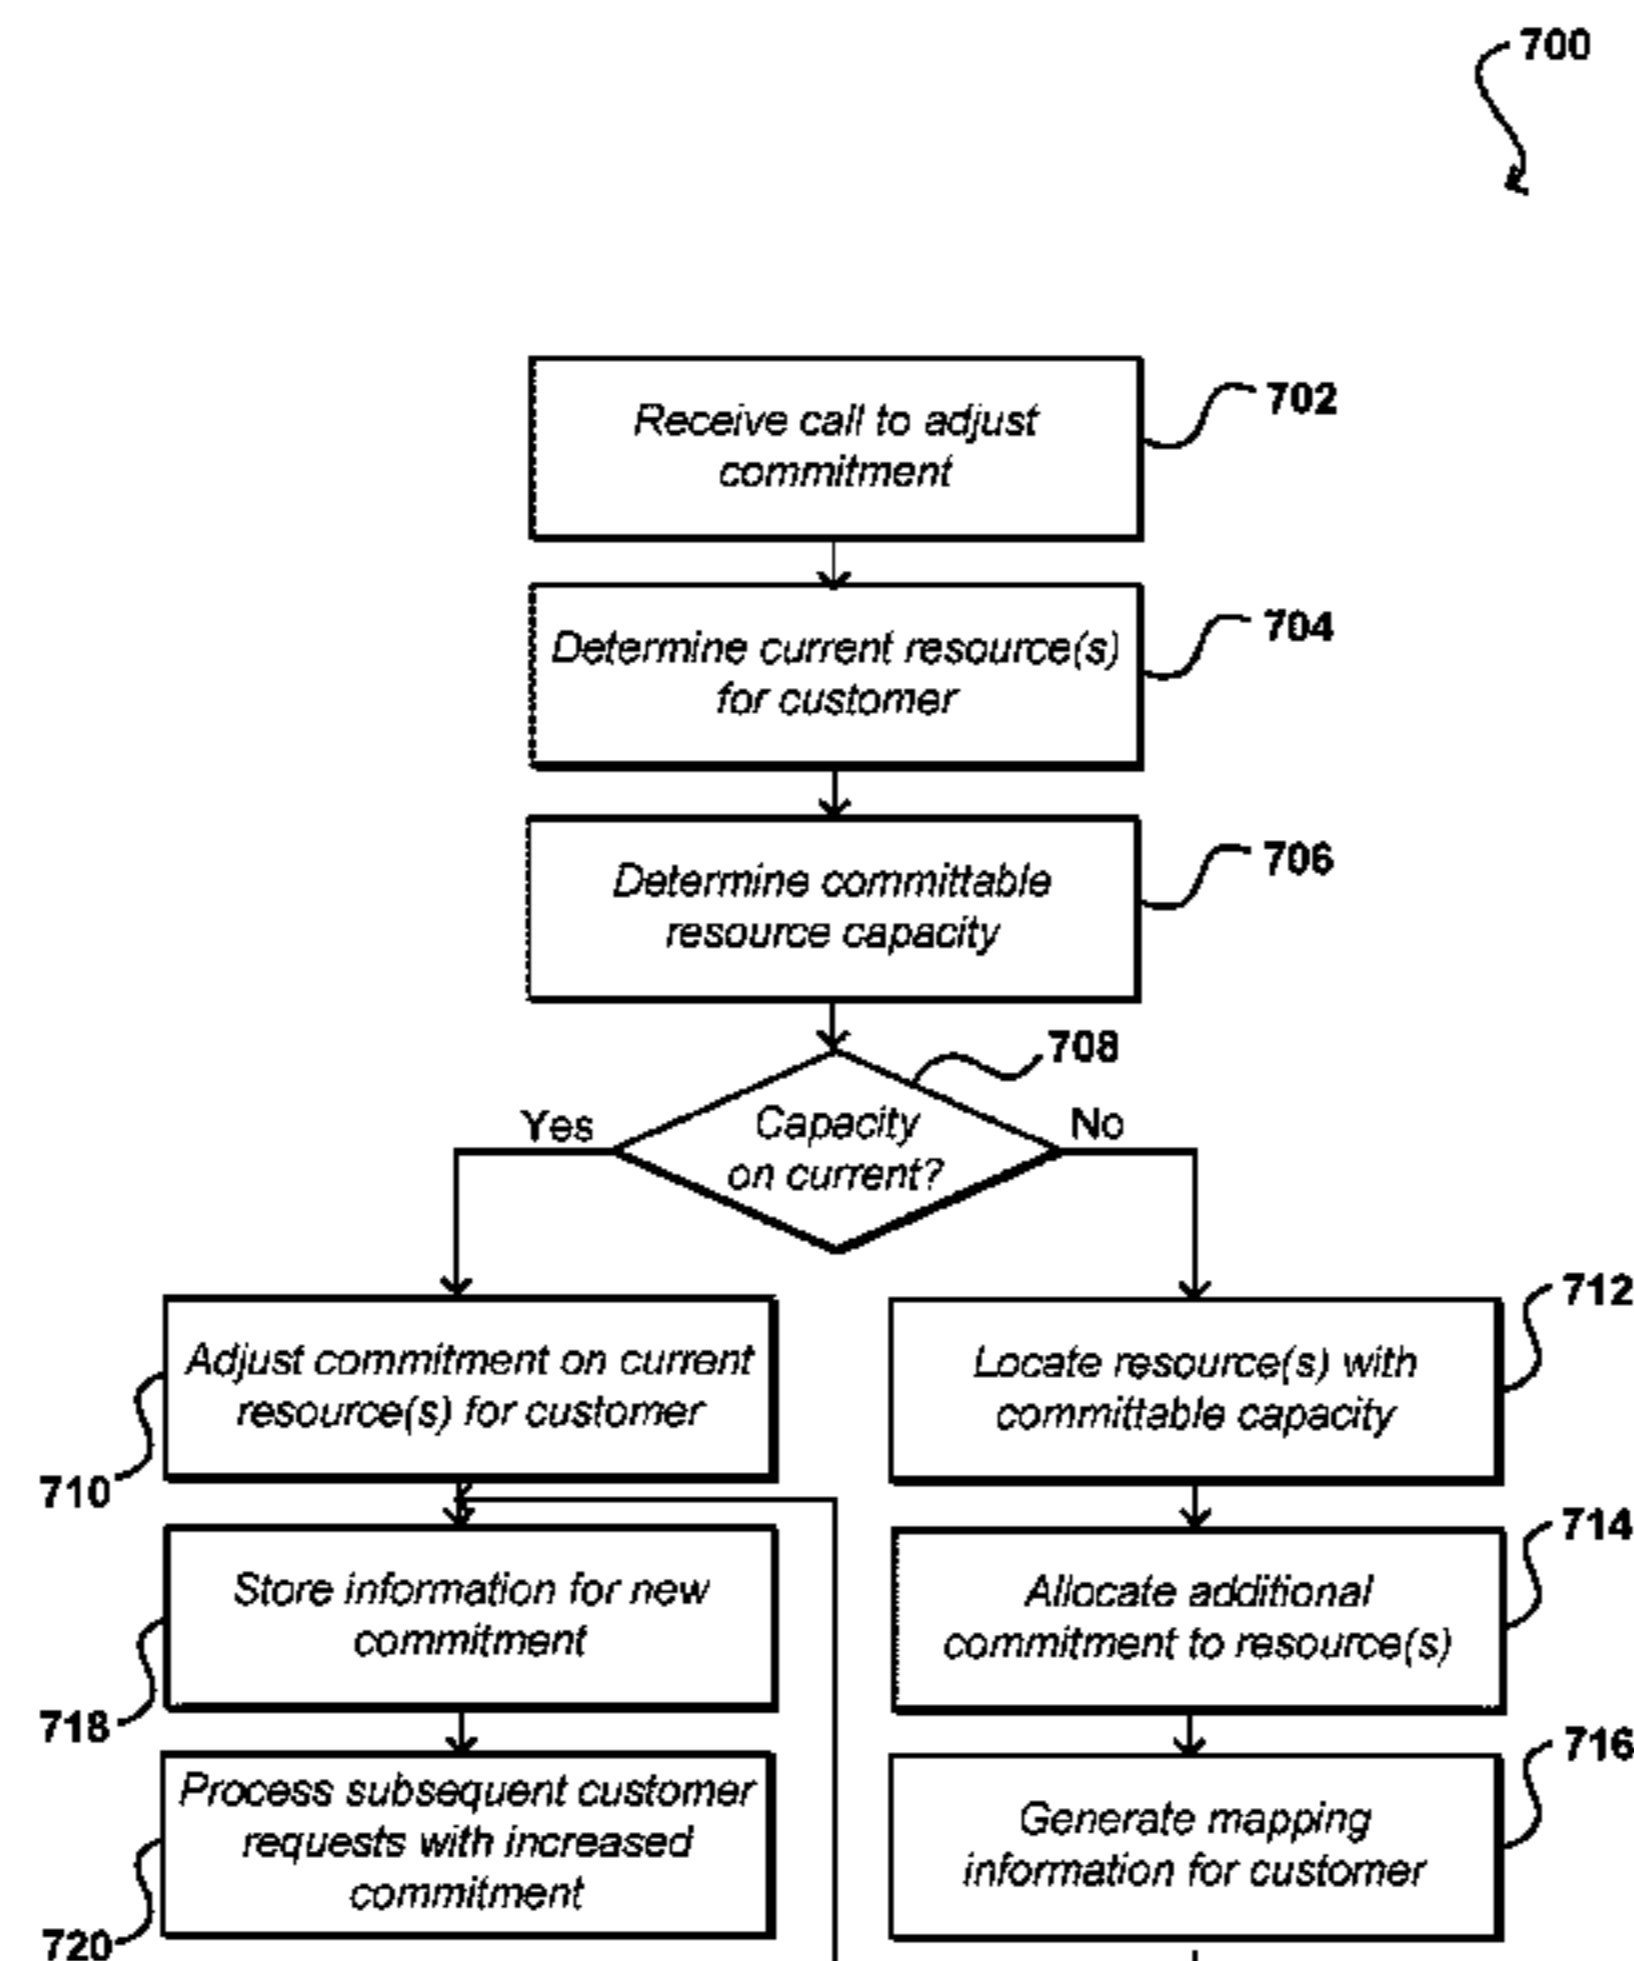 700
Receive call to adjust
commitment
702
Determine current resource(s)
for customer
704
Determine committable
resource capacity
706
708
Yes
Capacity
on current?
No
Adjust commitment on current
resource(s) for customer
710
Locate resource(s) with
committable capacity
712
Store information for new
commitment
718
Allocate additional
commitment to resource(s)
714
Process subsequent customer
requests with increased
commitment
720
Generate mapping
information for customer
716